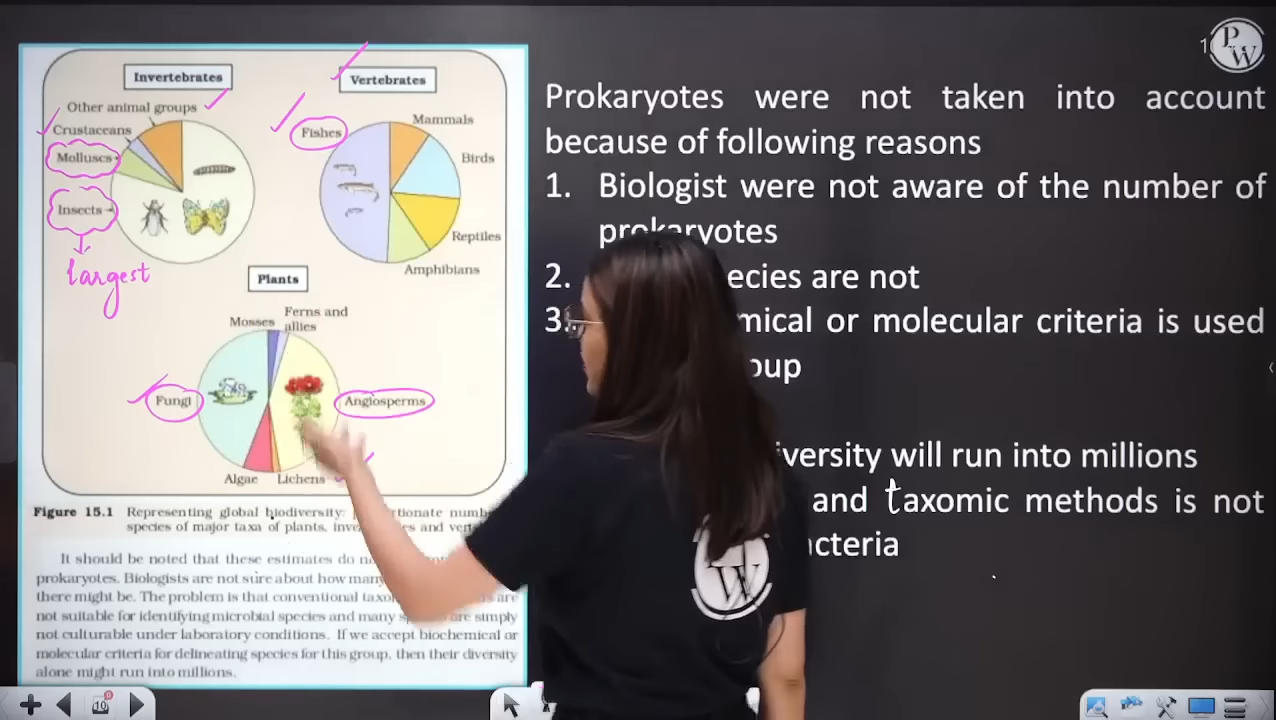 Invertebrates
Other animal groups
Crustaceans
Molluscs
Insects
largest
Vertebrates
Fishes
Mammals
Birds
Reptiles
Amphibians
Plants
Mosses
Ferns and
allies
Fungi
Angiosperms
Algae
Lichens
Figure 15.1 Representing global biodiversity:
species of major taxa of plants,
It should be noted that these estimates do
prokaryotes. Biologists are not sure about how many
there might be. The problem is that conventional
not suitable for identifying microbial species and many are simply
not culturable under laboratory conditions. If we accept biochemical or
molecular criteria for delineating species for this group, then their diversity
alone might run into millions.
Prokaryotes were not taken into account
because of following reasons
1. Biologist were not aware of the number of
prokaryotes
2. ecies are not
3. mical or molecular criteria is used
oup
iversity will run into millions
and taxomic methods is not
acteria
PW
PW
10